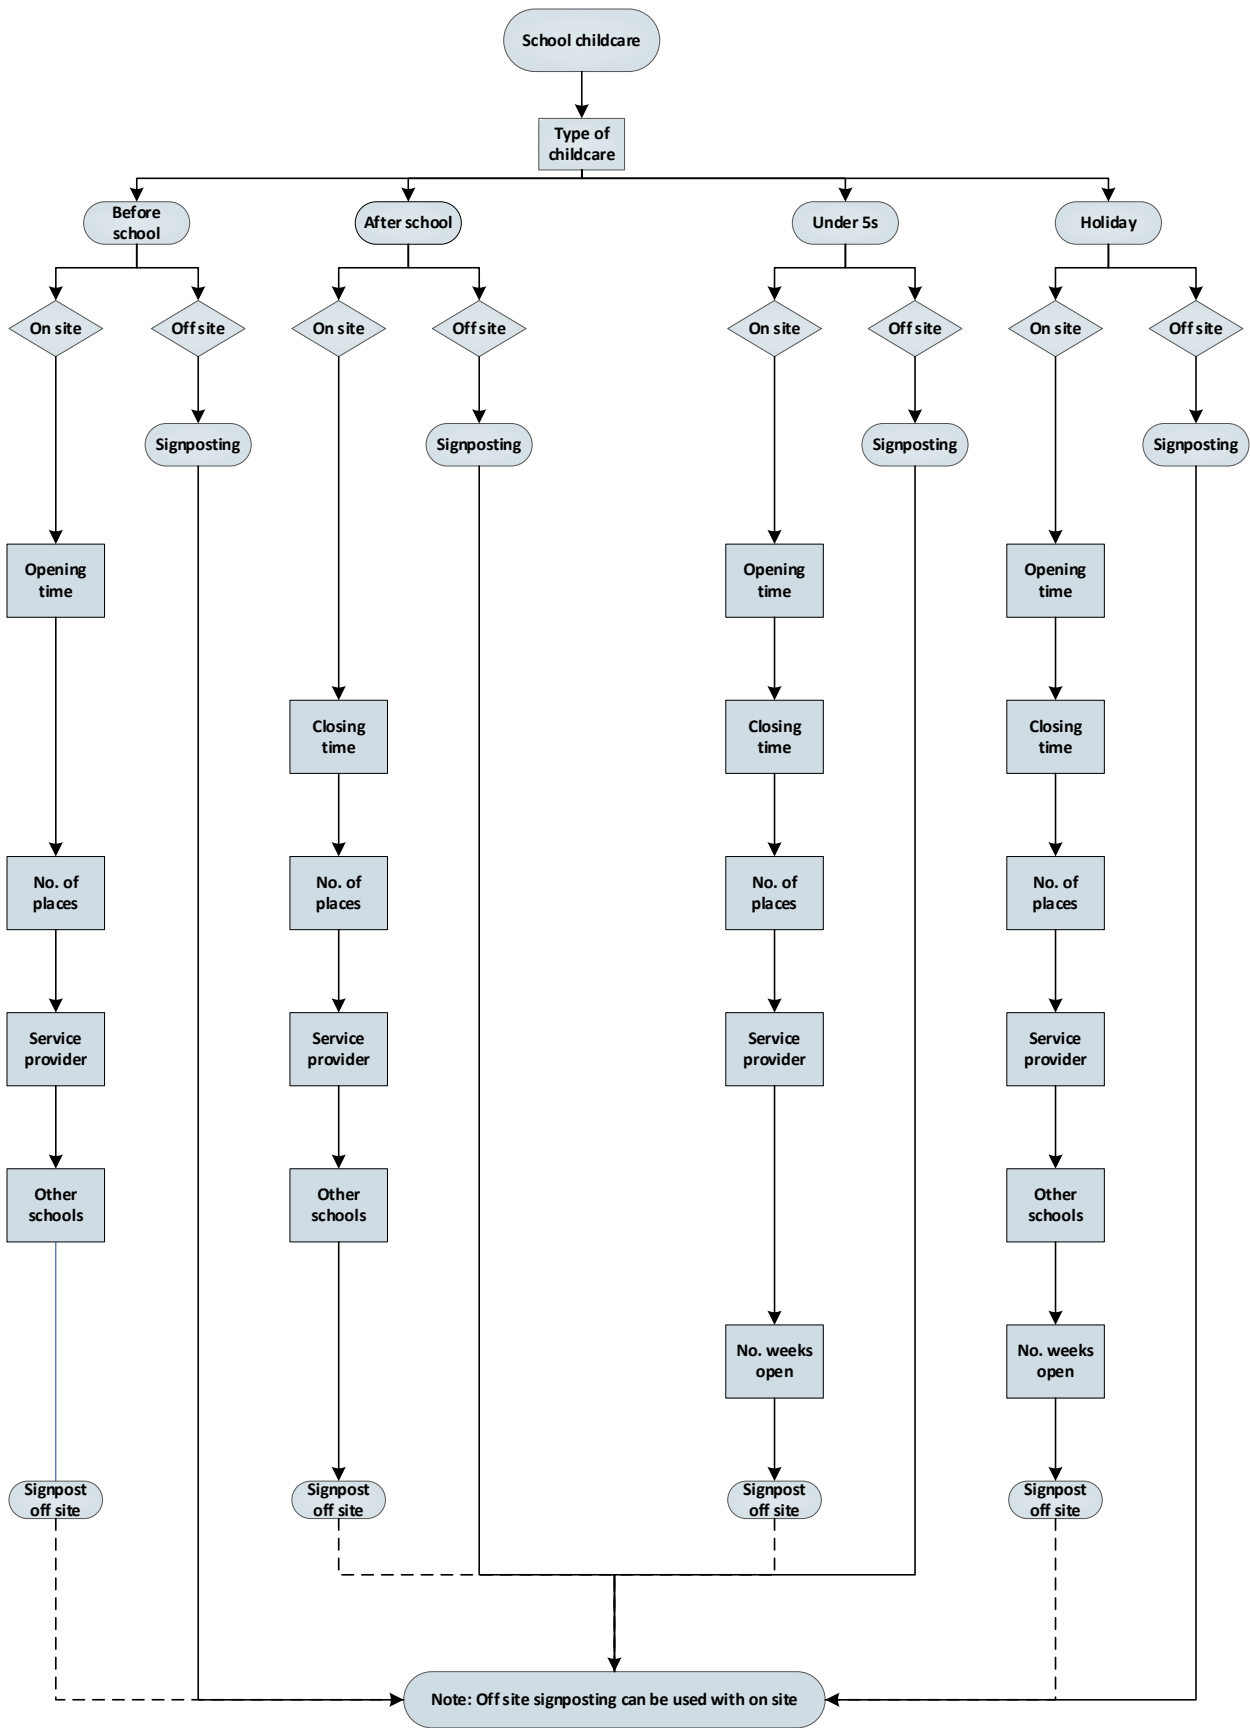 School childcare
Type of
childcare
Before
school
After school
Under 5s
Holiday
On site
Off site
On site
Off site
On site
Off site
On site
Off site
Signposting
Signposting
Signposting
Signposting
Opening
time
Opening
time
Opening
time
Closing
time
Closing
time
Closing
time
No. of
places
No. of
places
No. of
places
No. of
places
Service
provider
Service
provider
Service
provider
Service
provider
Other
schools
Other
schools
Other
schools
No. weeks
open
No. weeks
open
Signpost
off site
Signpost
off site
Signpost
off site
Signpost
off site
Note: Off site signposting can be used with on site